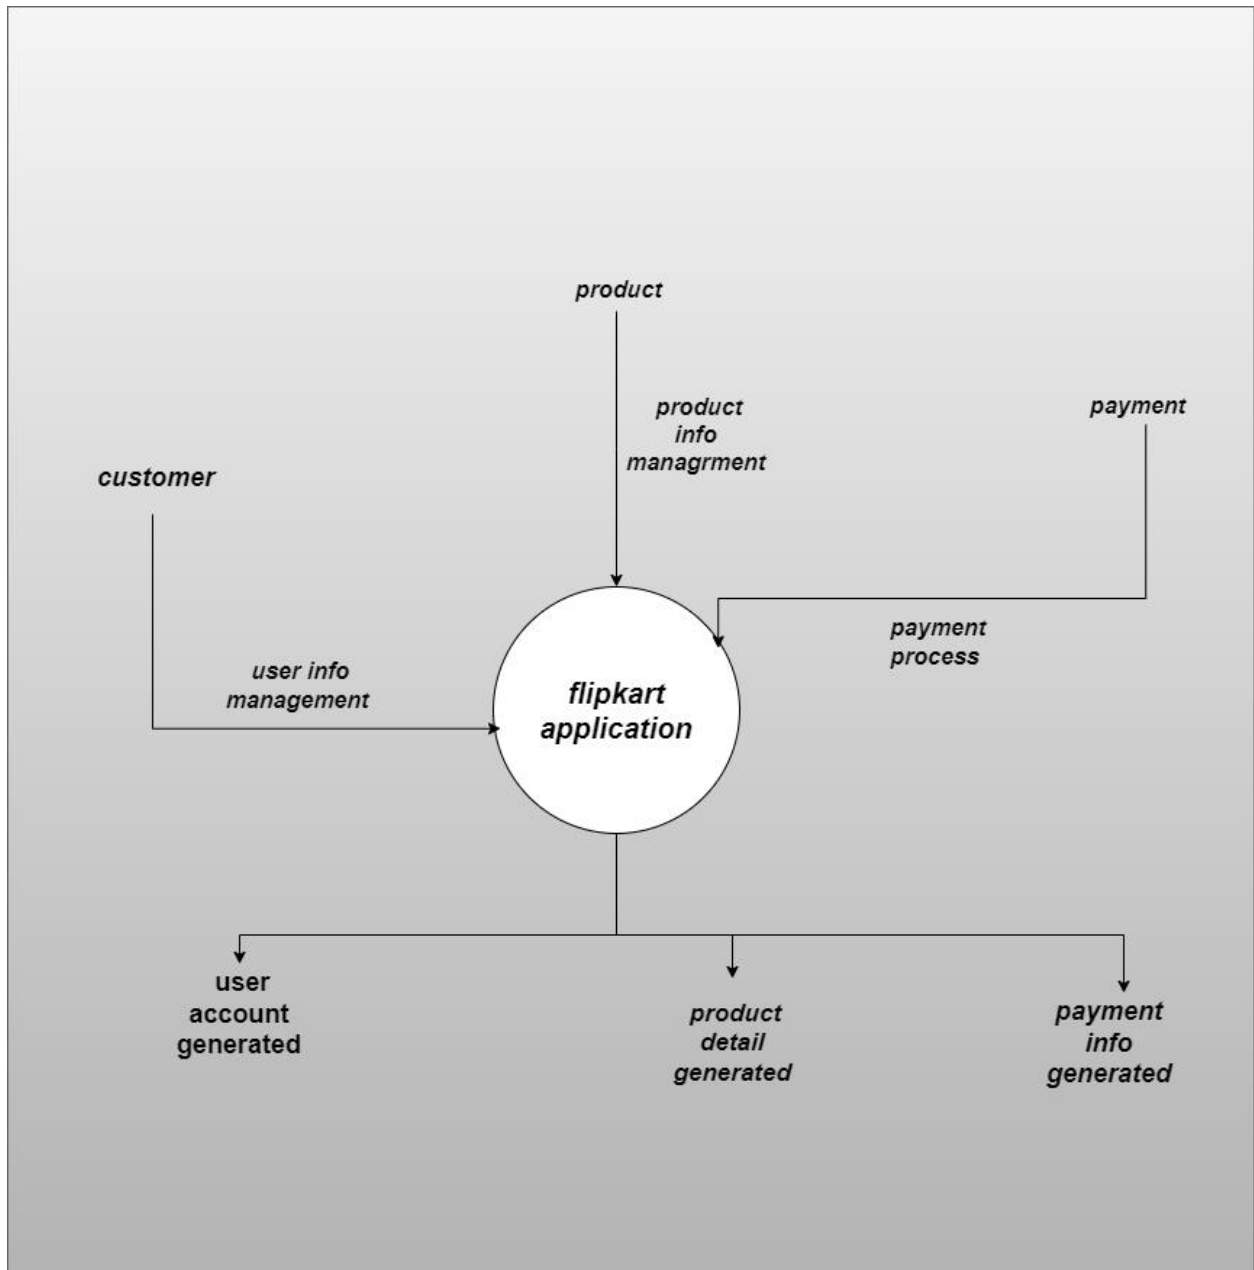 product
product
info
managrment
payment
customer
payment
process
user info
management
flipkart
application
user
account
generated
product
detail
generated
payment
info
generated